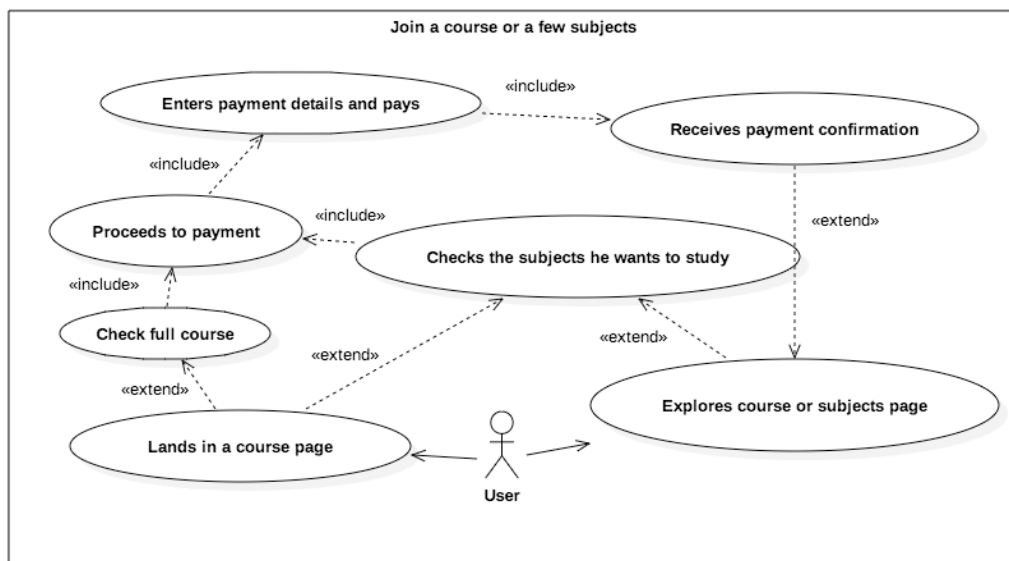 Join a course or a few subjects
Enters payment details and pays
«include»
Receives payment confirmation
«include»
Proceeds to payment
«include»
«extend»
Checks the subjects he wants to study
«include»
Check full course
«extend»
«extend»
«extend»
Lands in a course page
Explores course or subjects page
User